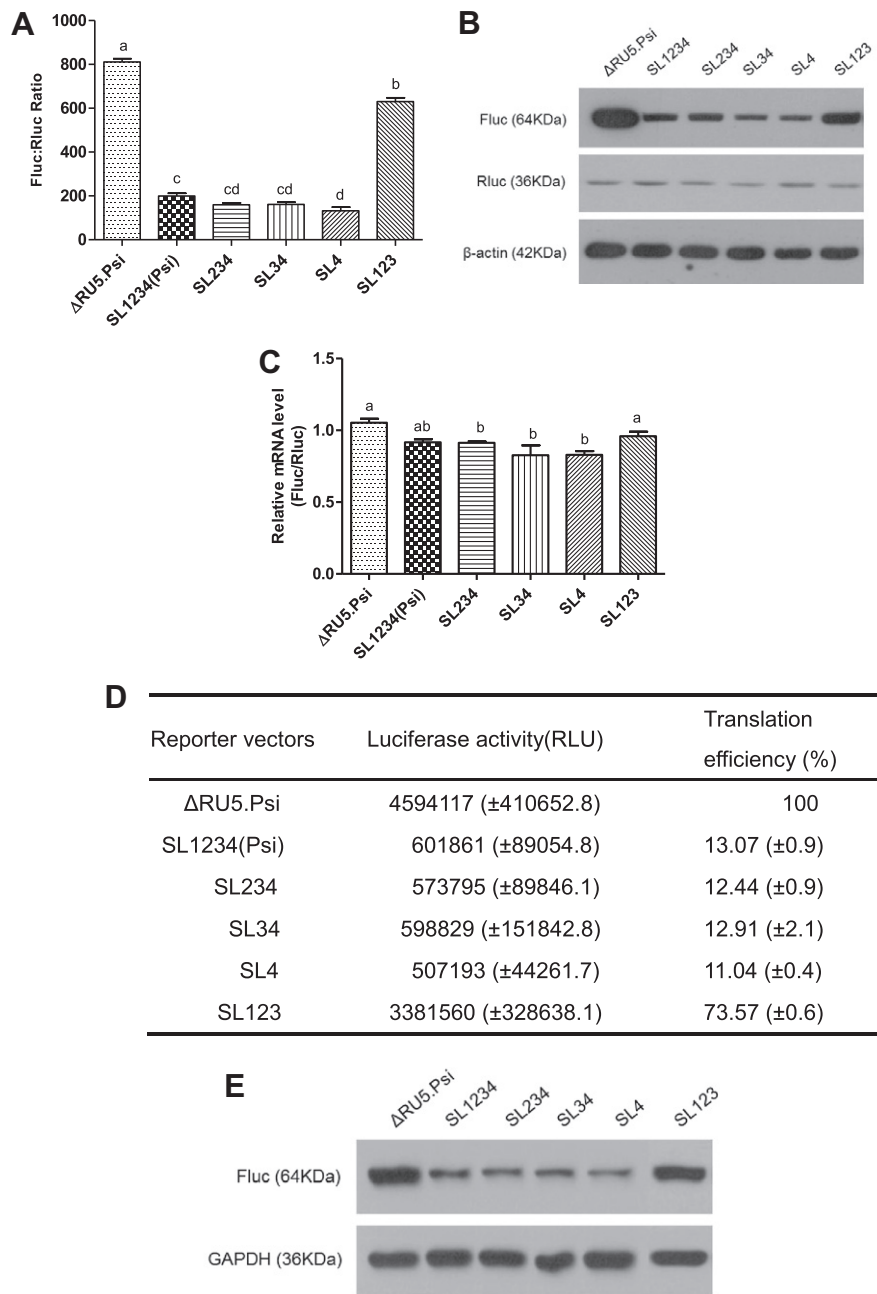 A
Fluc:Rluc Ratio
1000
800
600
400
200
0
a
c
cd
cd
d
b
ΔRU5.Psi
SL1234(Psi)
SL234
SL34
SL4
SL123
B
ΔRU5.Psi
SL1234
SL234
SL34
SL4
SL123
Fluc (64KDa)
Rluc (36KDa)
β-actin (42KDa)
C
Relative mRNA level
(Fluc/Rluc)
1.5
1.0
0.5
0.0
a
ab
b
b
b
a
ΔRU5.Psi
SL1234(Psi)
SL234
SL34
SL4
SL123
D
Reporter vectors Luciferase activity(RLU) Translation efficiency (%)
ΔRU5.Psi 4594117 (±410652.8) 100
SL1234(Psi) 601861 (±89054.8) 13.07 (±0.9)
SL234 573795 (±89846.1) 12.44 (±0.9)
SL34 598829 (±151842.8) 12.91 (±2.1)
SL4 507193 (±44261.7) 11.04 (±0.4)
SL123 3381560 (±328638.1) 73.57 (±0.6)
E
ΔRU5.Psi
SL1234
SL234
SL34
SL4
SL123
Fluc (64KDa)
GAPDH (36KDa)